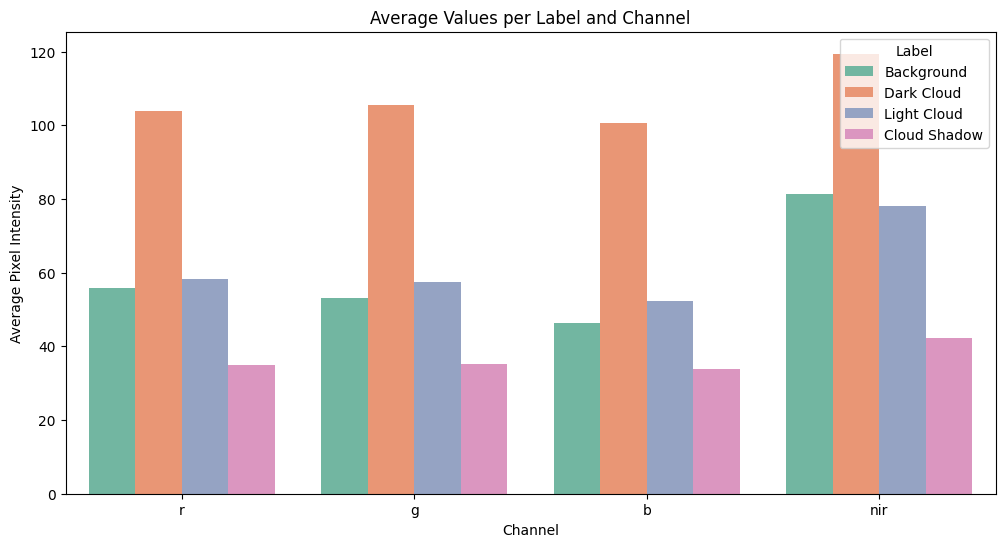 Average Values per Label and Channel
Average Pixel Intensity
120
100
80
60
40
20
0
r
g
b
nir
Channel
Label
Background
Dark Cloud
Light Cloud
Cloud Shadow